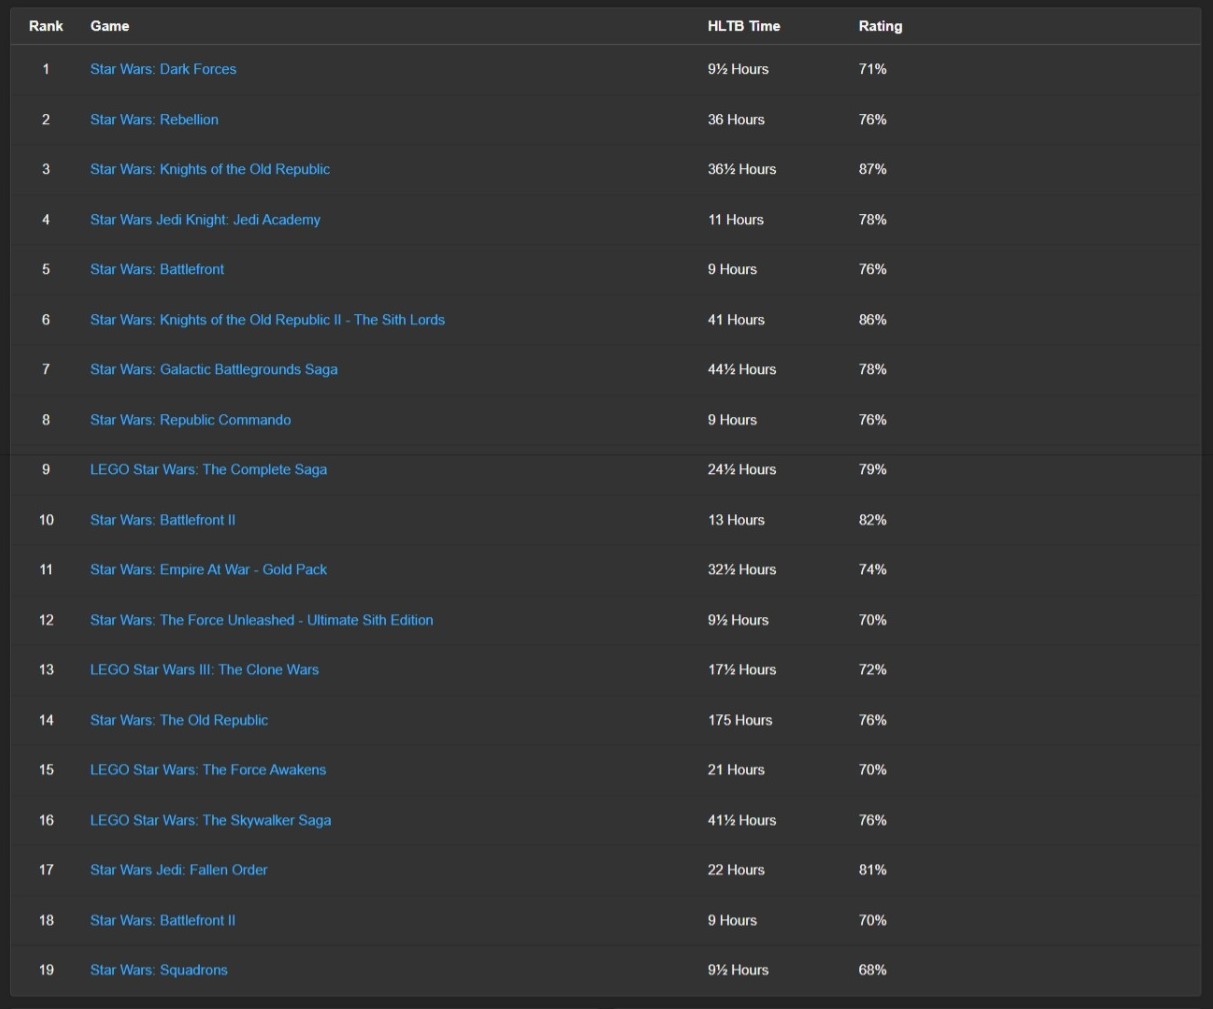 Rank Game HLTB Time Rating
1 Star Wars: Dark Forces 9½ Hours 71%
2 Star Wars: Rebellion 36 Hours 76%
3 Star Wars: Knights of the Old Republic 36½ Hours 87%
4 Star Wars Jedi Knight: Jedi Academy 11 Hours 78%
5 Star Wars: Battlefront 9 Hours 76%
6 Star Wars: Knights of the Old Republic II - The Sith Lords 41 Hours 86%
7 Star Wars: Galactic Battlegrounds Saga 44½ Hours 78%
8 Star Wars: Republic Commando 9 Hours 76%
9 LEGO Star Wars: The Complete Saga 24½ Hours 79%
10 Star Wars: Battlefront II 13 Hours 82%
11 Star Wars: Empire At War - Gold Pack 32½ Hours 74%
12 Star Wars: The Force Unleashed - Ultimate Sith Edition 9½ Hours 70%
13 LEGO Star Wars III: The Clone Wars 17½ Hours 72%
14 Star Wars: The Old Republic 175 Hours 76%
15 LEGO Star Wars: The Force Awakens 21 Hours 70%
16 LEGO Star Wars: The Skywalker Saga 41½ Hours 76%
17 Star Wars Jedi: Fallen Order 22 Hours 81%
18 Star Wars: Battlefront II 9 Hours 70%
19 Star Wars: Squadrons 9½ Hours 68%